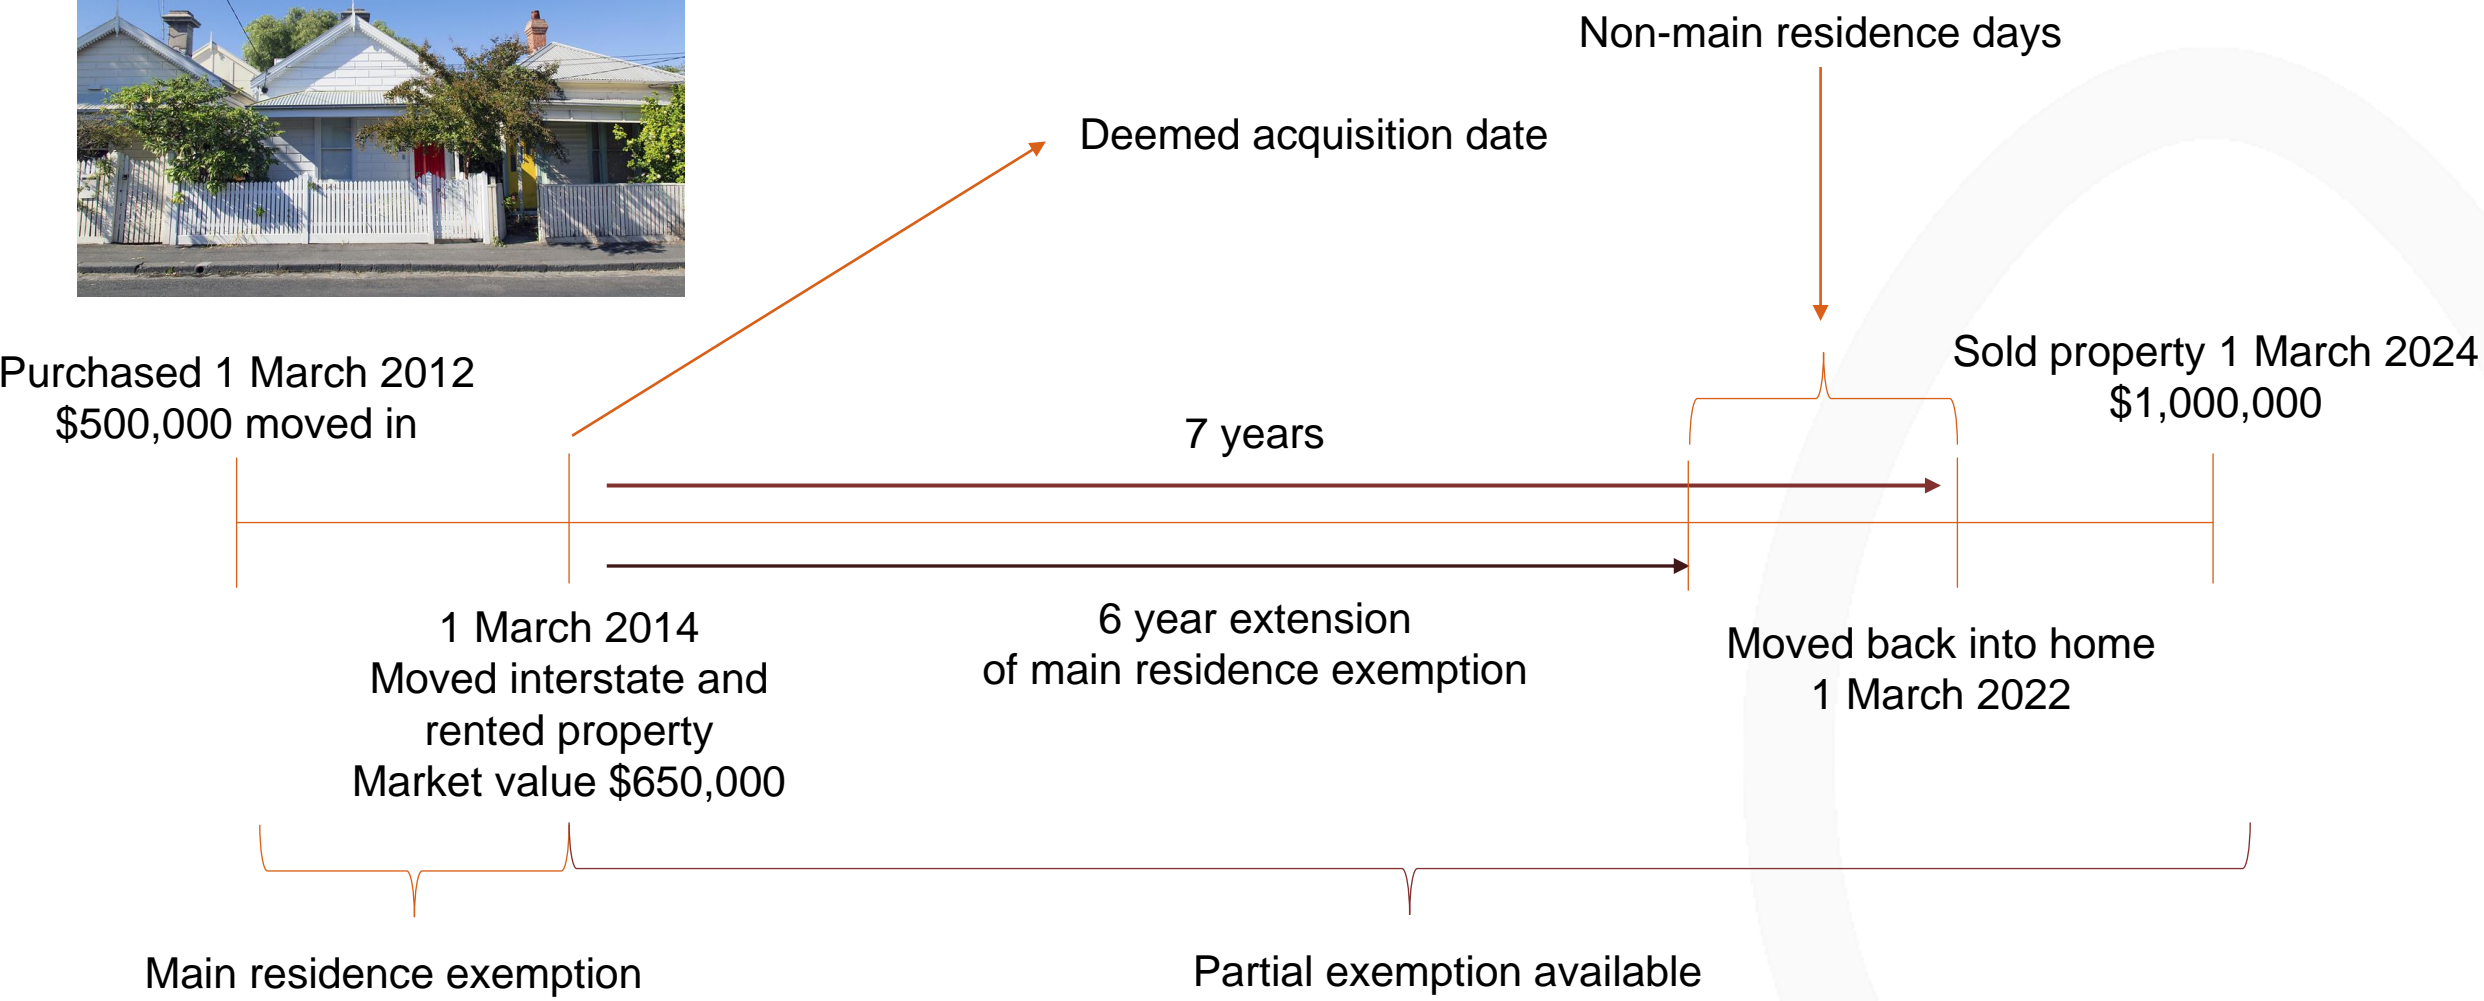 Non-main residence days
Deemed acquisition date
Purchased 1 March 2012
$500,000 moved in
7 years
Sold property 1 March 2024
$1,000,000
1 March 2014
Moved interstate and
rented property
Market value $650,000
6 year extension
of main residence exemption
Moved back into home
1 March 2022
Main residence exemption
Partial exemption available